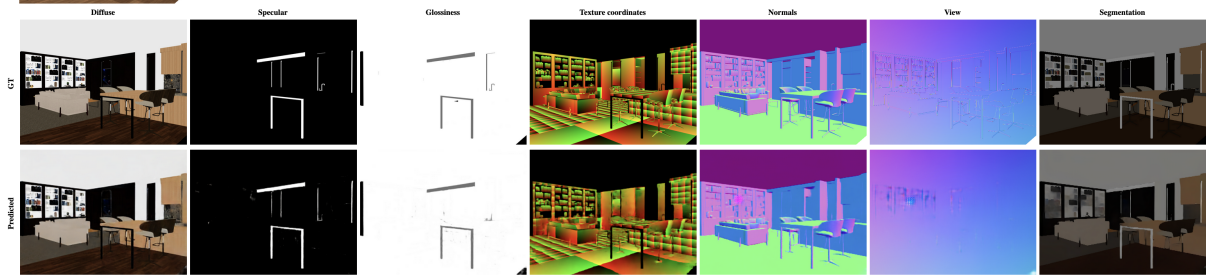 Diffuse Specular Glossiness Texture coordinates Normals View Segmentation
GT
Predicted